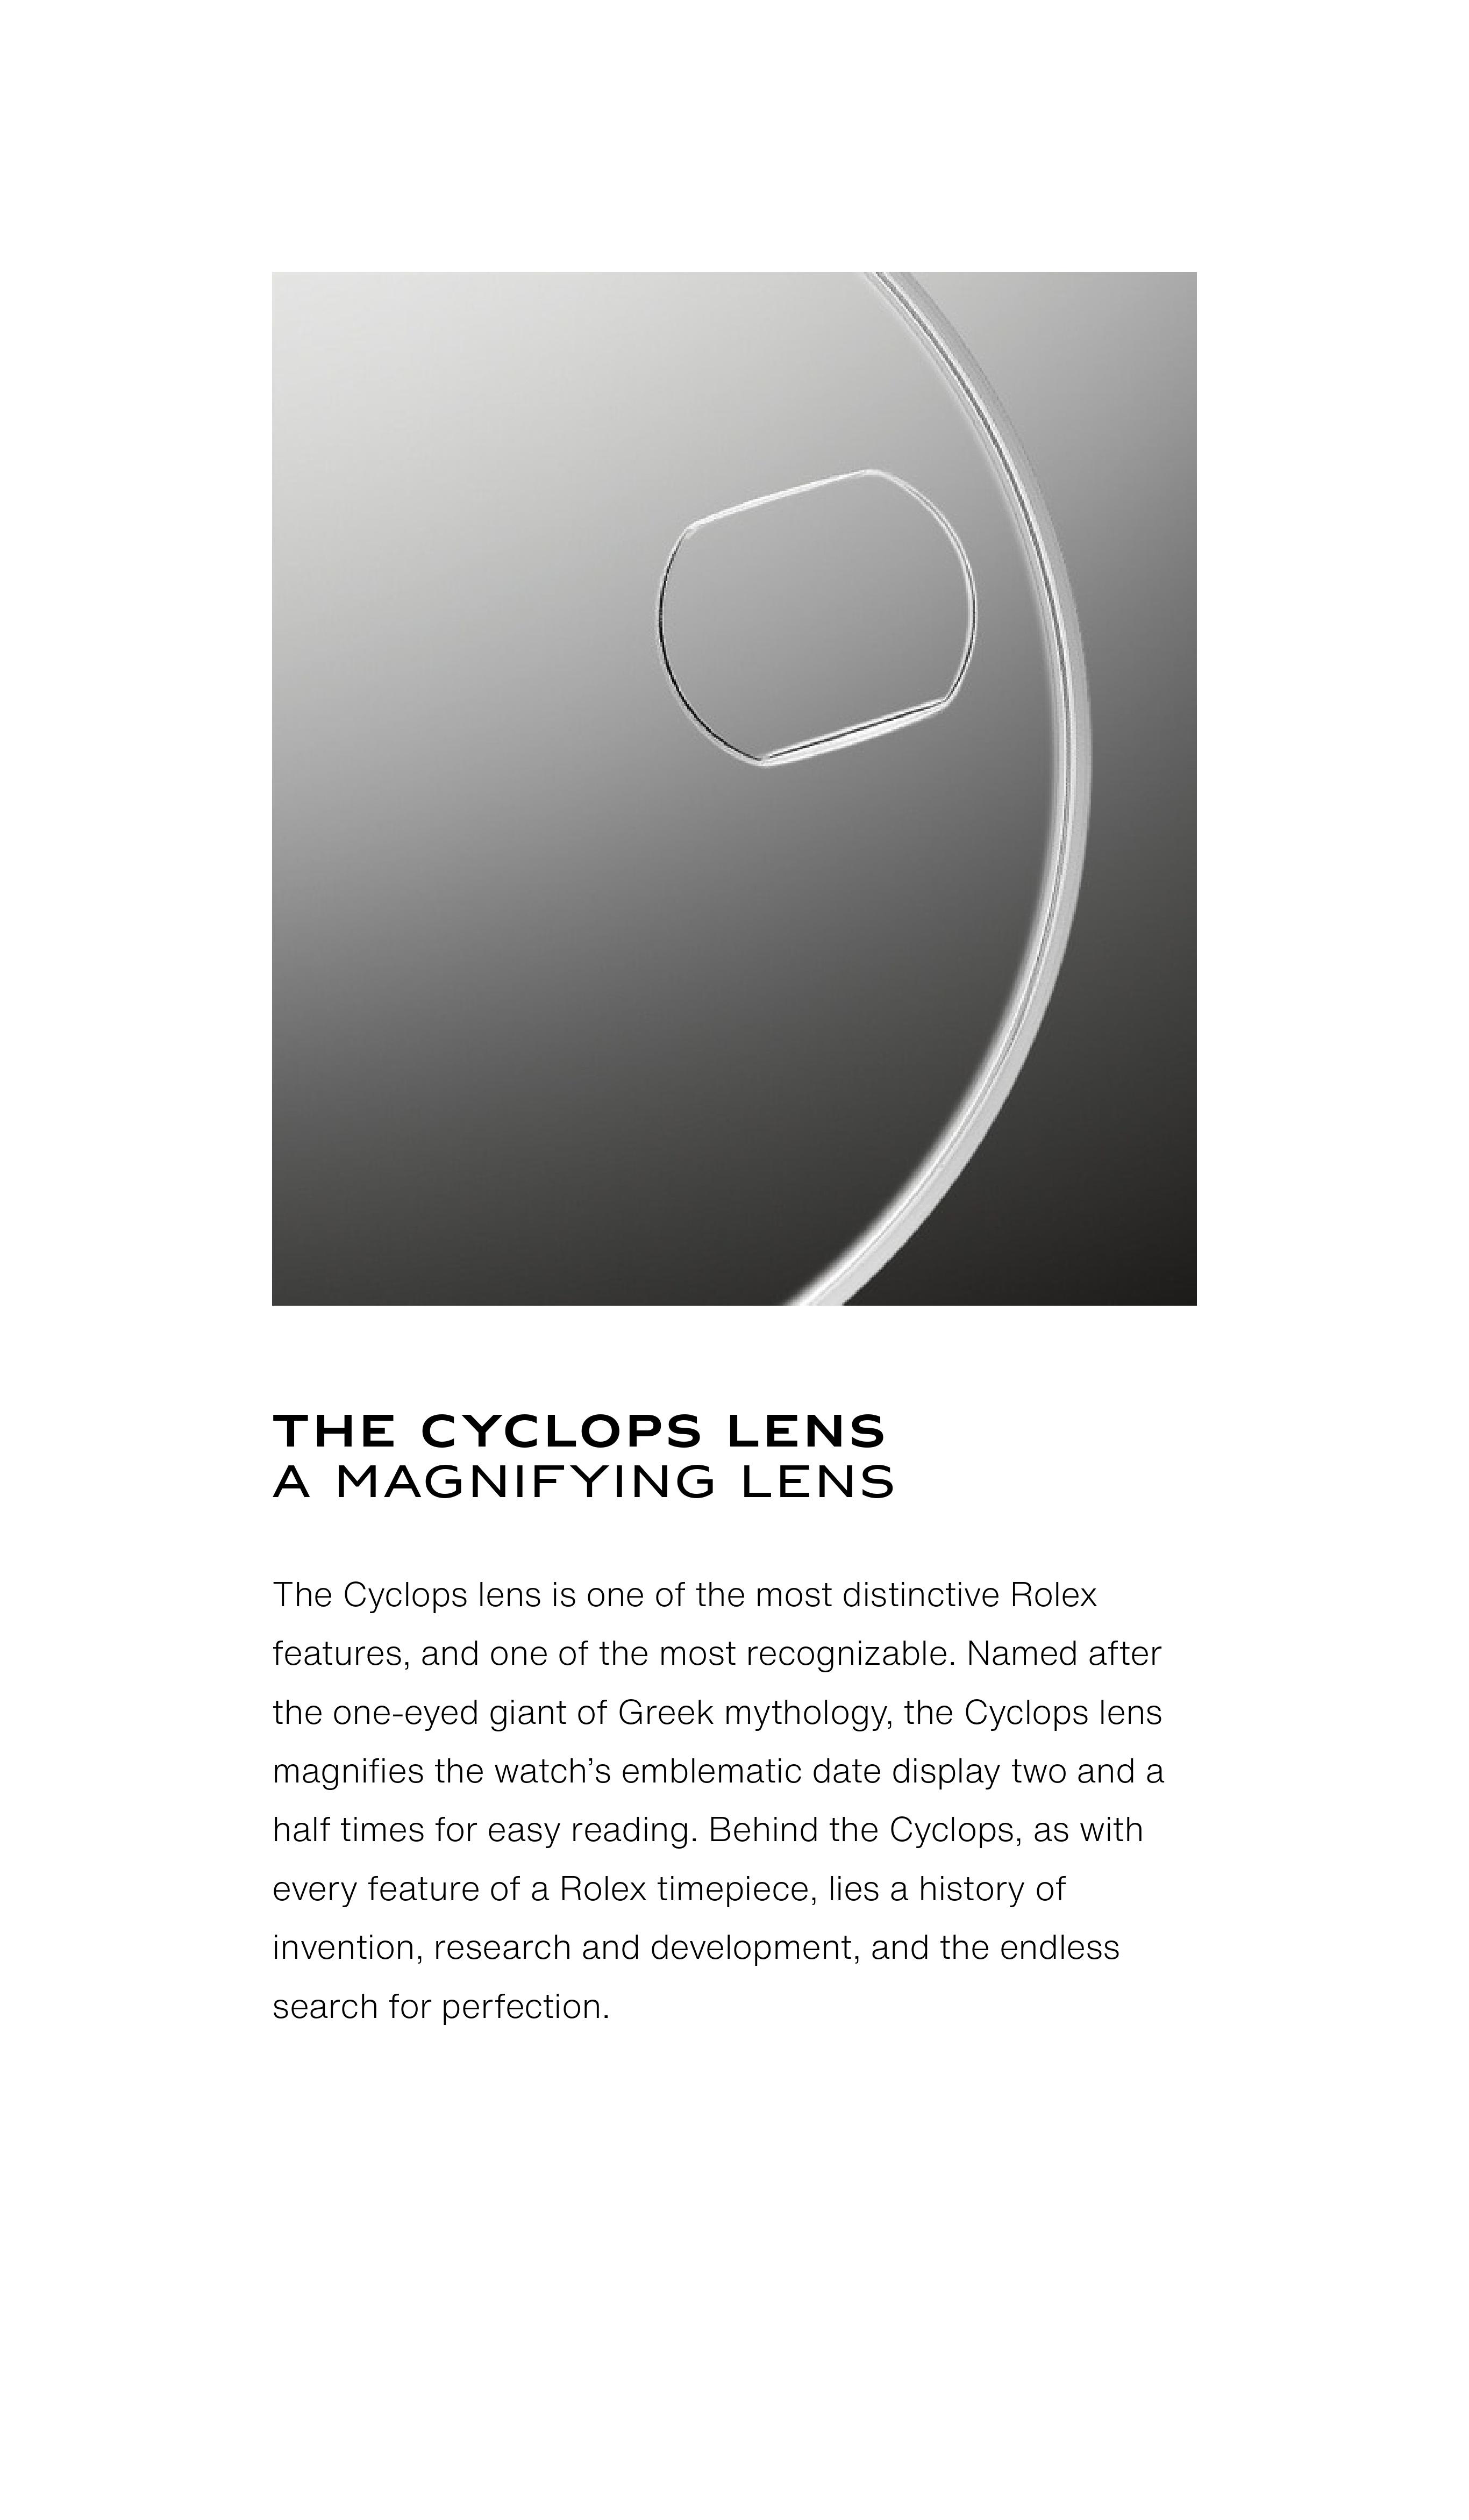 THE CYCLOPS LENS
A MAGNIFYING LENS
The Cyclops lens is one of the most distinctive Rolex
features, and one of the most recognizable. Named after
the one-eyed giant of Greek mythology, the Cyclops lens
magnifies the watch’s emblematic date display two and a
half times for easy reading. Behind the Cyclops, as with
every feature of a Rolex timepiece, lies a history of
invention, research and development, and the endless
search for perfection.